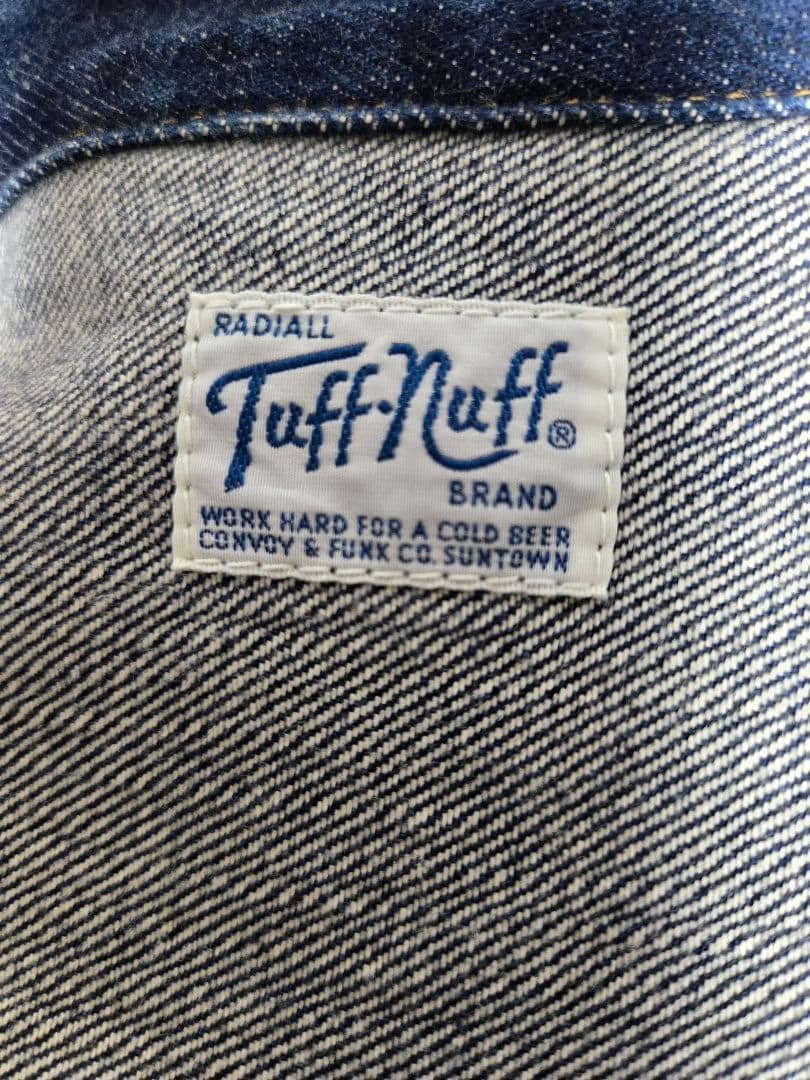 RADIALL
Tuff-Nuff®
BRAND
WORK HARD FOR A COLD BEER
CONVOY & FUNK CO. SUNTOWN